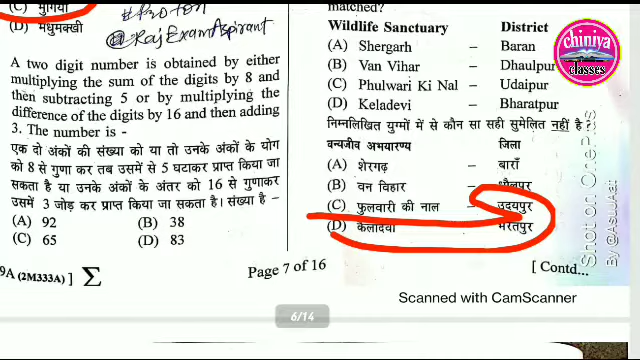 (C) मुर्गियाँ
(D) मधुमक्खी
#Proton
@RajExamAspirant
A two digit number is obtained by either
multiplying the sum of the digits by 8 and
then subtracting 5 or by multiplying the
difference of the digits by 16 and then adding
3. The number is -
एक दो अंकों की संख्या को या तो उनके अंकों के योग
को 8 से गुणा कर तब उसमें से 5 घटाकर प्राप्त किया जा
सकता है या उनके अंकों के अंतर को 16 से गुणाकर
उसमें 3 जोड़ कर प्राप्त किया जा सकता है। संख्या है –
(A) 92 (B) 38
(C) 65 (D) 83
matched?
Wildlife Sanctuary District
(A) Shergarh – Baran
(B) Van Vihar – Dhaulpur
(C) Phulwari Ki Nal – Udaipur
(D) Keladevi – Bharatpur
निम्नलिखित युग्मों में से कौन सा सही सुमेलित नहीं है ?
वन्यजीव अभयारण्य जिला
(A) शेरगढ़ – बाराँ
(B) वन विहार – धौलपुर
(C) फुलवारी की नाल – उदयपुर
(D) कैलादेवी भरतपुर
9A (2M333A) Σ
Page 7 of 16
[ Contd...
Scanned with CamScanner
6/14
chiniya
classes
Shot on OnePlus